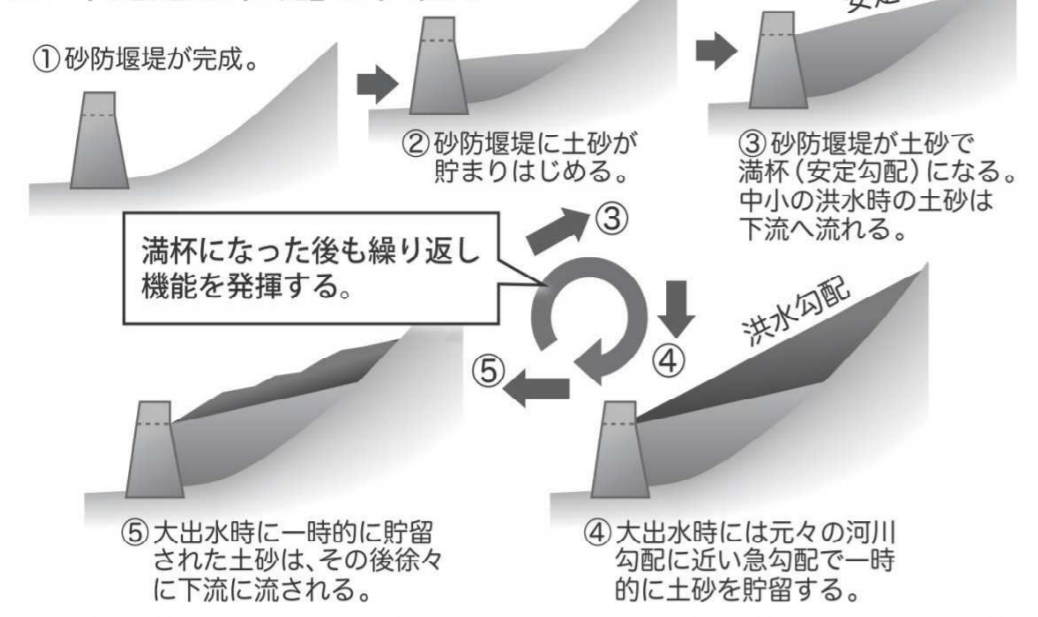 ①砂防堰堤が完成。
②砂防堰堤に土砂が
貯まりはじめる。
③砂防堰堤が土砂で
満杯(安定勾配)になる。
中小の洪水時の土砂は
下流へ流れる。
満杯になった後も繰り返し
機能を発揮する。
③
④
⑤
洪水勾配
⑤大出水時に一時的に貯留
された土砂は、その後徐々
に下流に流される。
④大出水時には元々の河川
勾配に近い急勾配で一時
的に土砂を貯留する。